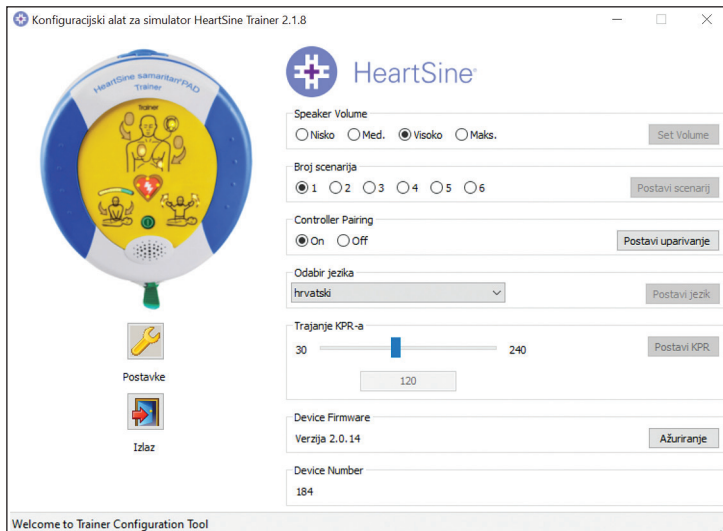 Konfiguracijski alat za simulator HeartSine Trainer 2.1.8
HeartSine samaritan PAD
Trainer
Trainer
HeartSine
Speaker Volume
Nisko Med. Visoko Maks. Set Volume
Broj scenarija
1 2 3 4 5 6 Postavi scenarij
Controller Pairing
On Off Postavi uparivanje
Odabir jezika
hrvatski Postavi jezik
Trajanje KPR-a
30 240 Postavi KPR
120
Postavke
Izlaz
Device Firmware
Verzija 2.0.14 Ažuriranje
Device Number
184
Welcome to Trainer Configuration Tool